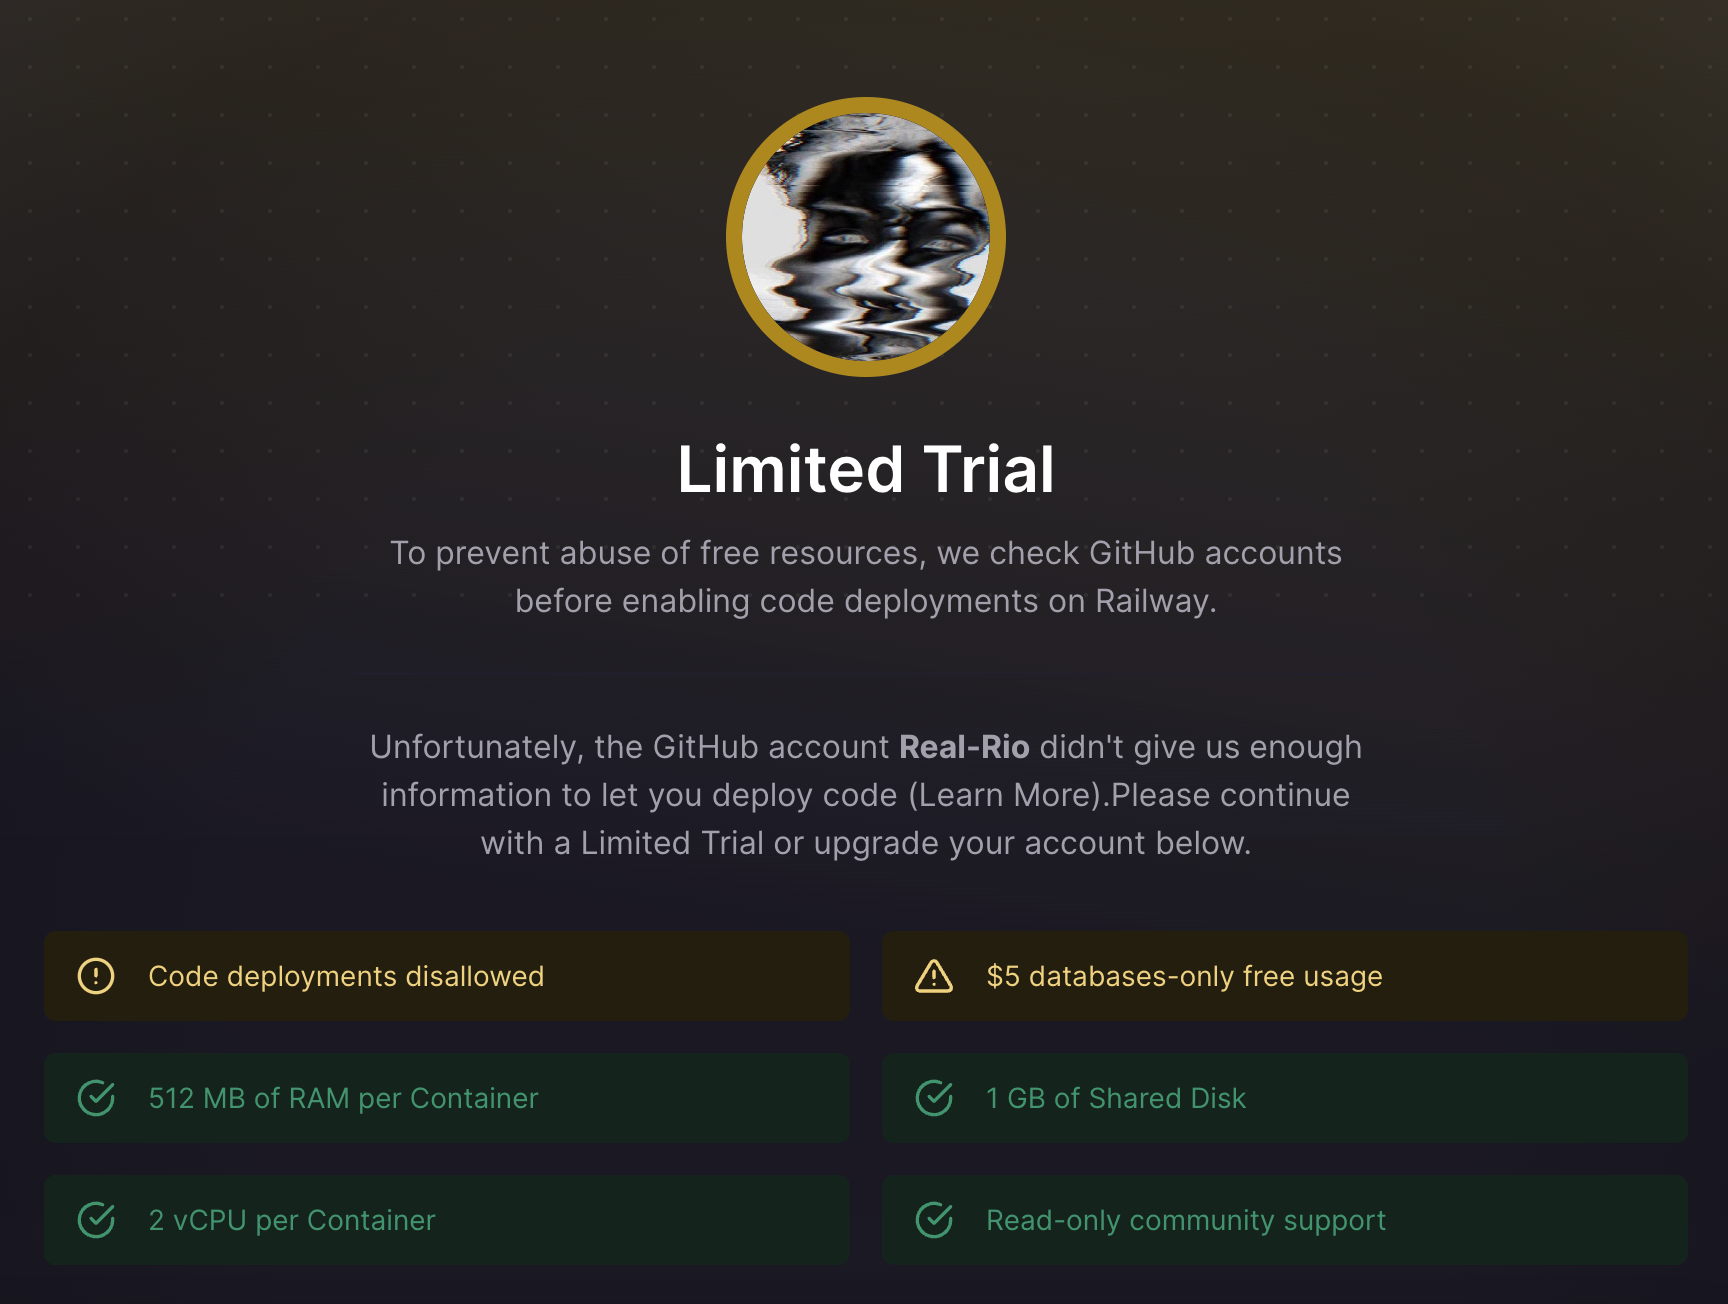 Limited Trial
To prevent abuse of free resources, we check GitHub accounts
before enabling code deployments on Railway.
Unfortunately, the GitHub account Real-Rio didn't give us enough
information to let you deploy code (Learn More).Please continue
with a Limited Trial or upgrade your account below.
Code deployments disallowed
$5 databases-only free usage
512 MB of RAM per Container
1 GB of Shared Disk
2 vCPU per Container
Read-only community support